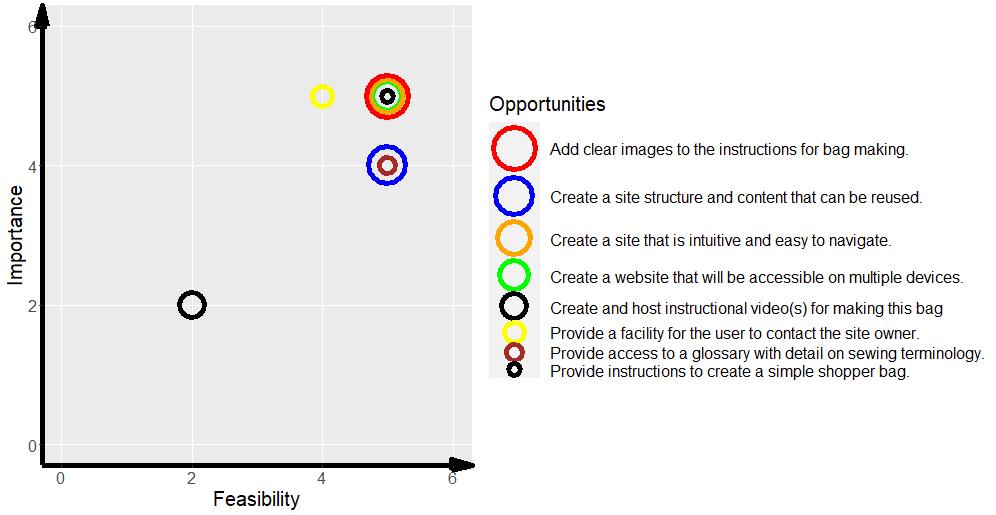 6
4
2
0
Importance
0 2 4 6
Feasibility
Opportunities
Add clear images to the instructions for bag making.
Create a site structure and content that can be reused.
Create a site that is intuitive and easy to navigate.
Create a website that will be accessible on multiple devices.
Create and host instructional video(s) for making this bag
Provide a facility for the user to contact the site owner.
Provide access to a glossary with detail on sewing terminology.
Provide instructions to create a simple shopper bag.